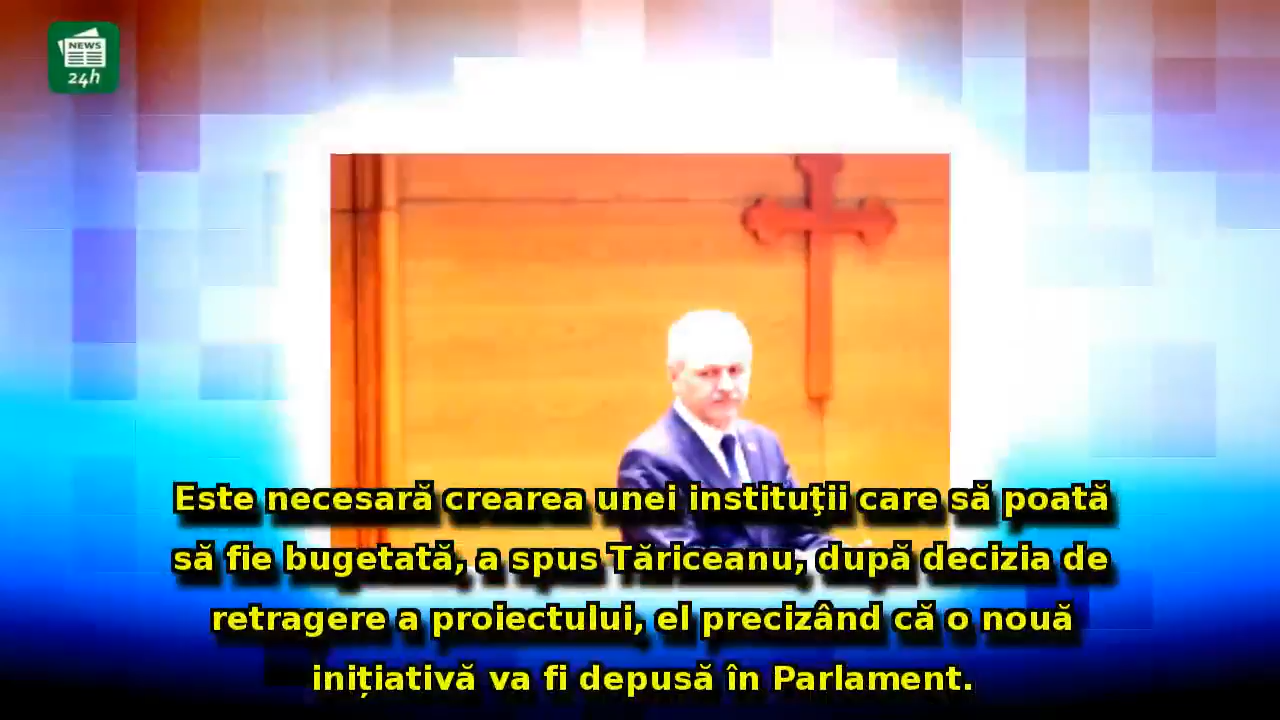 NEWS
24h
Este necesară crearea unei instituţii care să poată
să fie bugetată, a spus Tăriceanu, după decizia de
retragere a proiectului, el precizând că o nouă
inițiativă va fi depusă în Parlament.